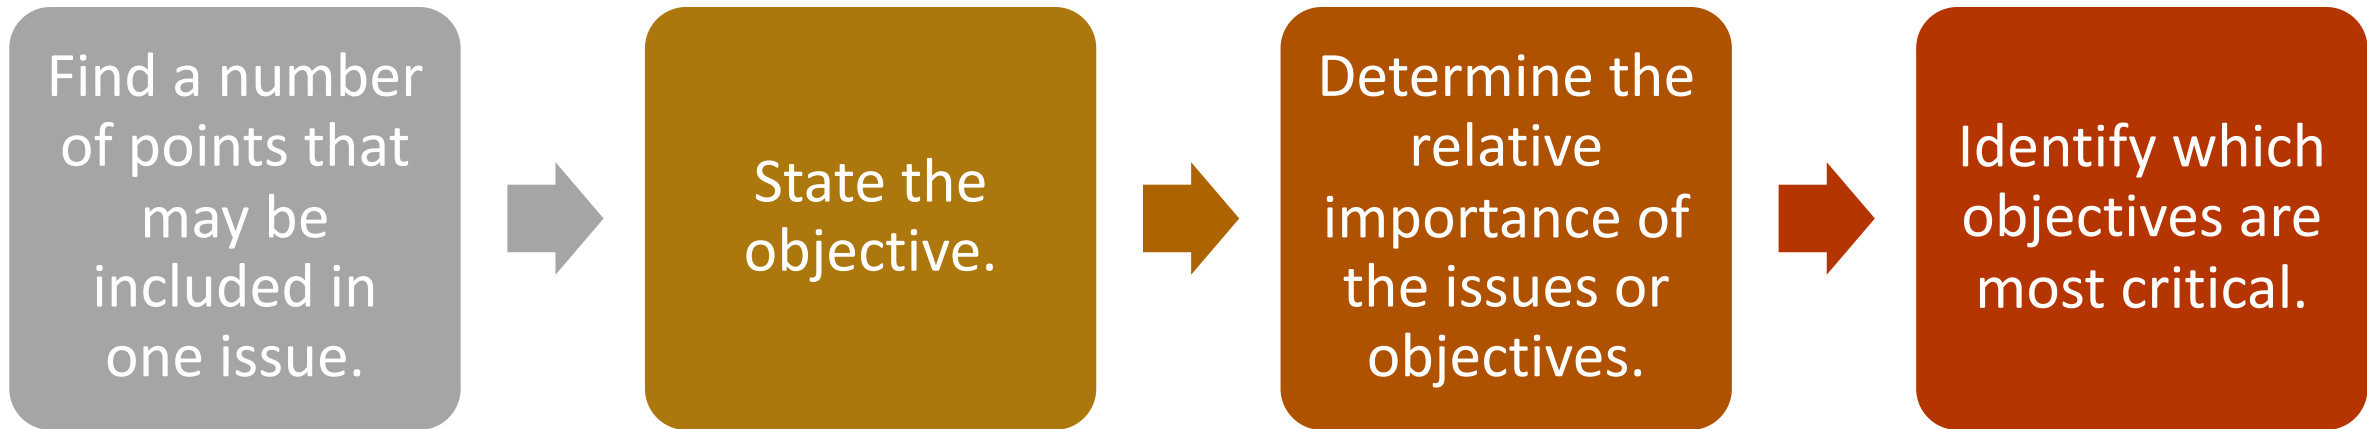 Find a number
of points that
may be
included in
one issue.
State the
objective.
Determine the
relative
importance of
the issues or
objectives.
Identify which
objectives are
most critical.